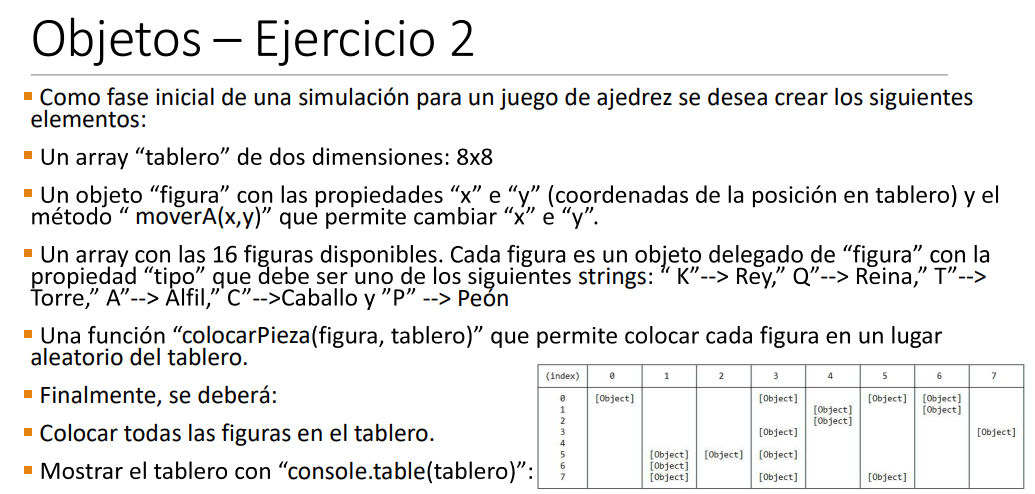 Objetos – Ejercicio 2
Como fase inicial de una simulación para un juego de ajedrez se desea crear los siguientes
elementos:
Un array “tablero” de dos dimensiones: 8x8
Un objeto “figura” con las propiedades “x” e “y” (coordenadas de la posición en tablero) y el
método “ moverA(x,y)” que permite cambiar “x” e “y”.
Un array con las 16 figuras disponibles. Cada figura es un objeto delegado de “figura” con la
propiedad “tipo” que debe ser uno de los siguientes strings: “ K”--> Rey,” Q”--> Reina,” T”-->
Torre,” A”--> Alfil,” C”-->Caballo y ”P” --> Peón
Una función “colocarPieza(figura, tablero)” que permite colocar cada figura en un lugar
aleatorio del tablero.
Finalmente, se deberá:
Colocar todas las figuras en el tablero.
Mostrar el tablero con “console.table(tablero)”:
(index) 0 1 2 3 4 5 6 7
0 [Object] [Object] [Object] [Object]
1 [Object] [Object]
2 [Object]
3 [Object] [Object]
4
5 [Object] [Object] [Object]
6 [Object]
7 [Object] [Object] [Object]